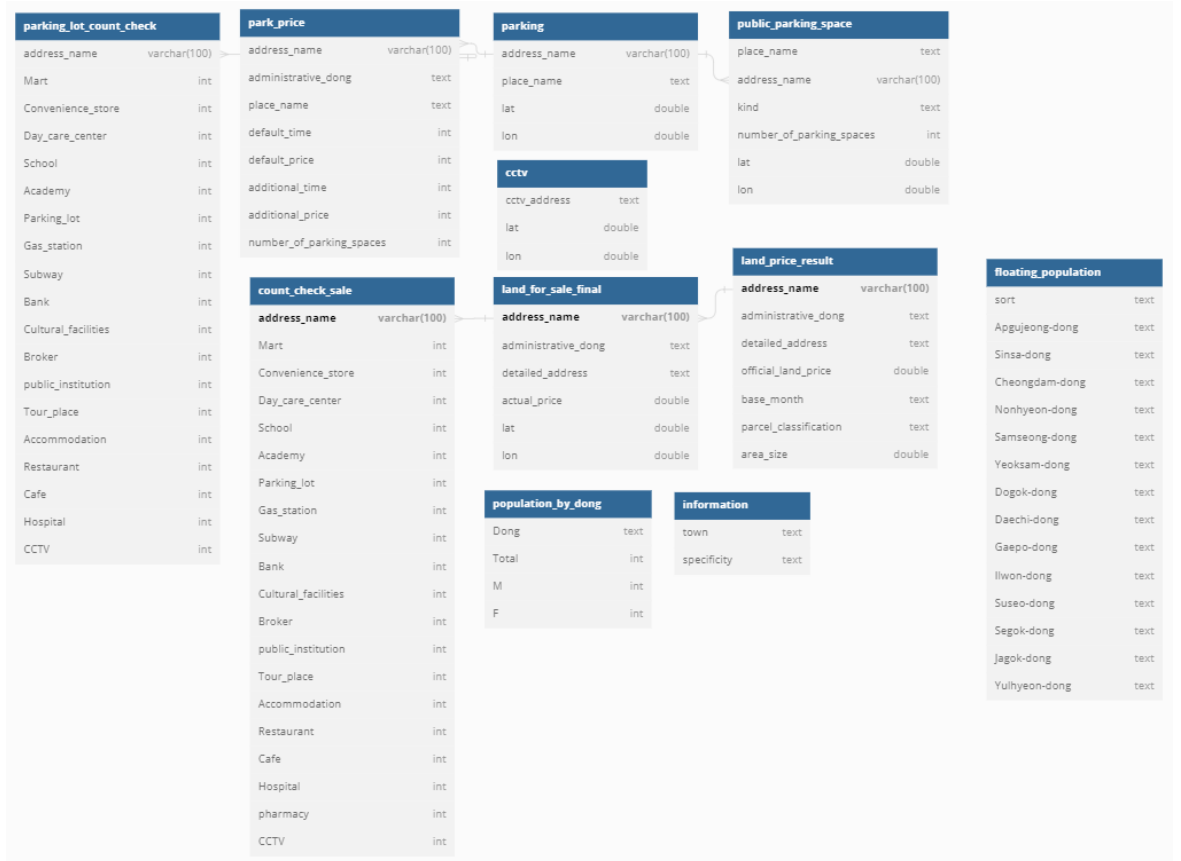 parking_lot_count_check
address_name varchar(100)
Mart int
Convenience_store int
Day_care_center int
School int
Academy int
Parking_lot int
Gas_station int
Subway int
Bank int
Cultural_facilities int
Broker int
public_institution int
Tour_place int
Accommodation int
Restaurant int
Cafe int
Hospital int
CCTV int
park_price
address_name varchar(100)
administrative_dong text
place_name text
default_time int
default_price int
additional_time int
additional_price int
number_of_parking_spaces int
parking
address_name varchar(100)
place_name text
lat double
lon double
public_parking_space
place_name text
address_name varchar(100)
kind text
number_of_parking_spaces int
lat double
lon double
cctv
cctv_address text
lat double
lon double
count_check_sale
address_name varchar(100)
Mart int
Convenience_store int
Day_care_center int
School int
Academy int
Parking_lot int
Gas_station int
Subway int
Bank int
Cultural_facilities int
Broker int
public_institution int
Tour_place int
Accommodation int
Restaurant int
Cafe int
Hospital int
pharmacy int
CCTV int
land_for_sale_final
address_name varchar(100)
administrative_dong text
detailed_address text
actual_price double
lat double
lon double
land_price_result
address_name varchar(100)
administrative_dong text
detailed_address text
official_land_price double
base_month text
parcel_classification text
area_size double
population_by_dong
Dong text
Total int
M int
F int
information
town text
specificity text
floating_population
sort text
Apgujeong-dong text
Sinsa-dong text
Cheongdam-dong text
Nonhyeon-dong text
Samseong-dong text
Yeoksam-dong text
Dogok-dong text
Daechi-dong text
Gaepo-dong text
Ilwon-dong text
Suseo-dong text
Segok-dong text
Jagok-dong text
Yulhyeon-dong text